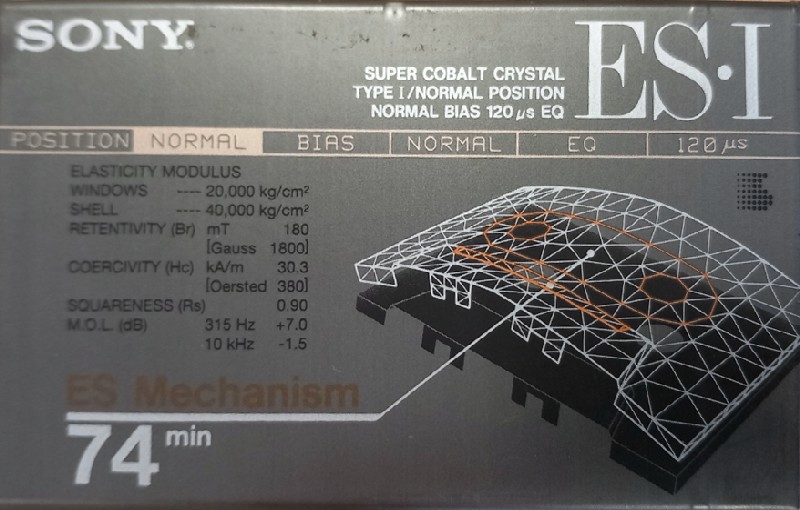 SONY.
ES·I
SUPER COBALT CRYSTAL
TYPE I/NORMAL POSITION
NORMAL BIAS 120 µs EQ
POSITION NORMAL BIAS NORMAL EQ 120µs
ELASTICITY MODULUS
WINDOWS ---- 20,000 kg/cm²
SHELL ---- 40,000 kg/cm²
RETENTIVITY (Br) mT 180
[Gauss 1800]
COERCIVITY (Hc) kA/m 30.3
[Oersted 380]
SQUARENESS (Rs) 0.90
M.O.L. (dB) 315 Hz +7.0
10 kHz -1.5
ES Mechanism
74 min